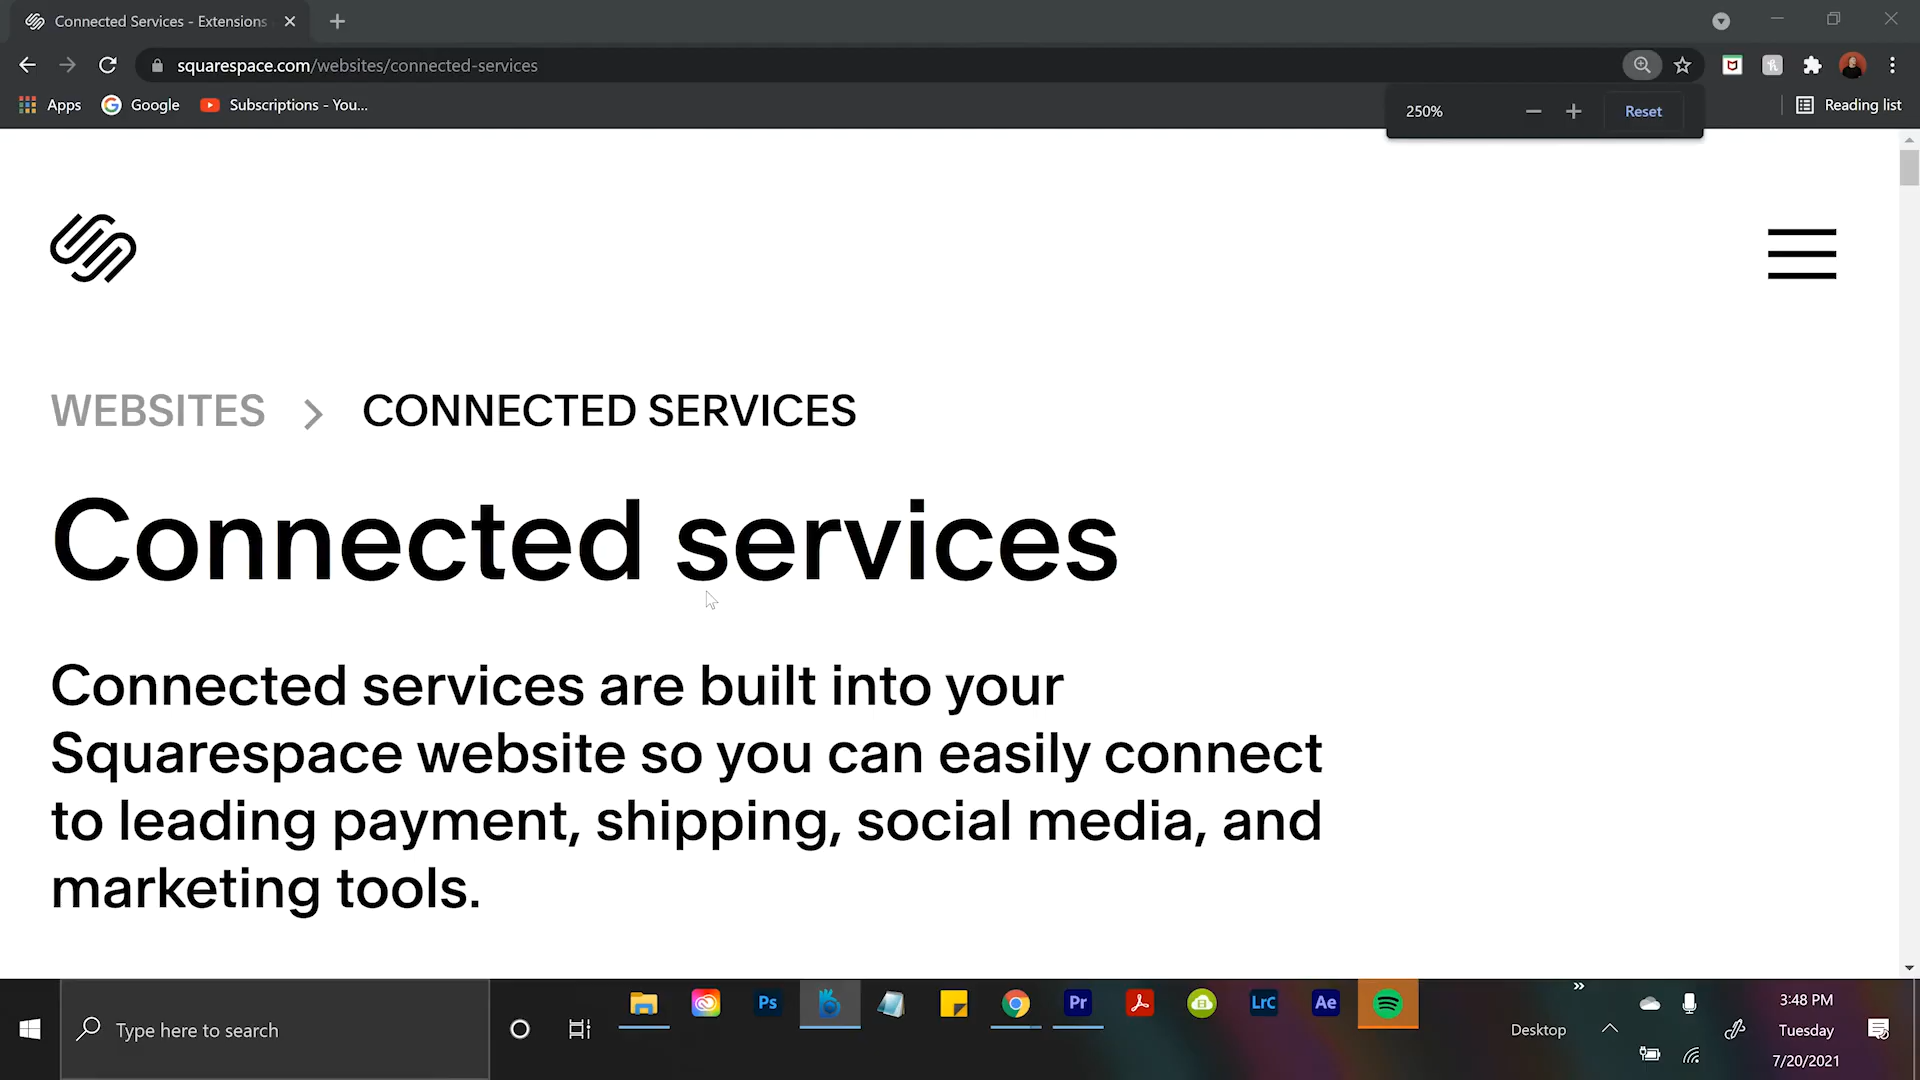 Connected Services - Extensions
squarespace.com/websites/connected-services
Apps
Google
Subscriptions - You...
Reading list
250%
Reset
WEBSITES > CONNECTED SERVICES
Connected services
Connected services are built into your
Squarespace website so you can easily connect
to leading payment, shipping, social media, and
marketing tools.
Type here to search
Ps
Pr
LrC
Ae
Desktop
3:48 PM
Tuesday
7/20/2021